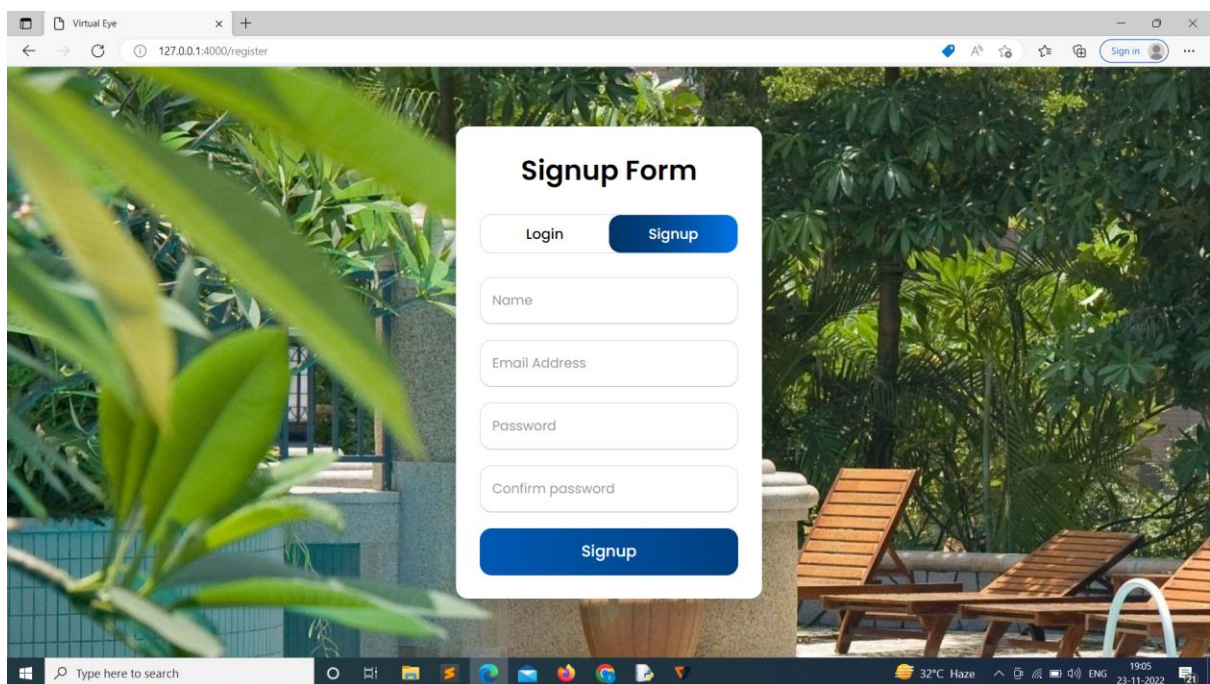 Virtual Eye
127.0.0.1:4000/register
Sign in
Signup Form
Login Signup
Name
Email Address
Password
Confirm password
Signup
Type here to search
32°C Haze
ENG
19:05
23-11-2022
21